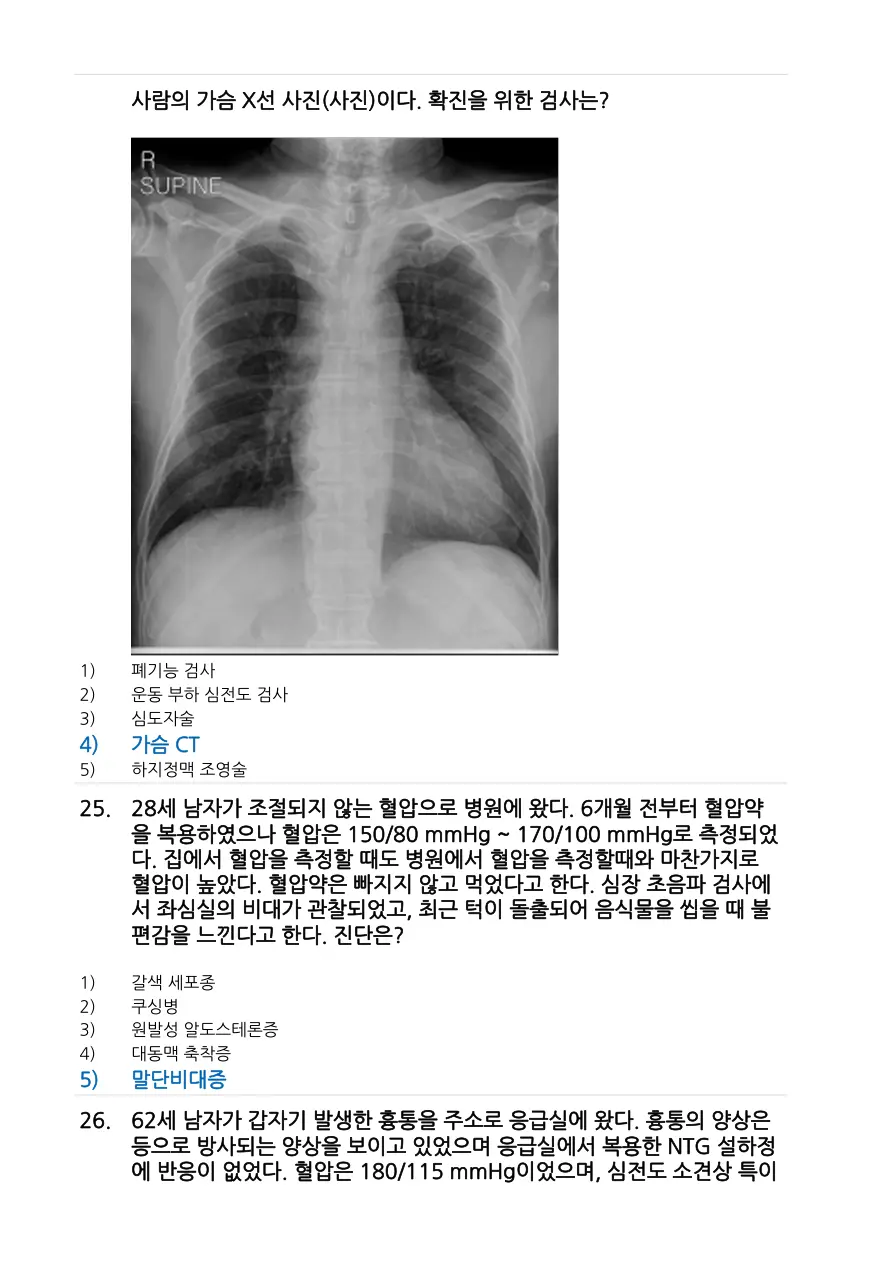 사람의 가슴 X선 사진(사진)이다. 확진을 위한 검사는?
R
SUPINE
1) 폐기능 검사
2) 운동 부하 심전도 검사
3) 심도자술
4) 가슴 CT
5) 하지정맥 조영술
25. 28세 남자가 조절되지 않는 혈압으로 병원에 왔다. 6개월 전부터 혈압약
을 복용하였으나 혈압은 150/80 mmHg ~ 170/100 mmHg로 측정되었
다. 집에서 혈압을 측정할 때도 병원에서 혈압을 측정할때와 마찬가지로
혈압이 높았다. 혈압약은 빠지지 않고 먹었다고 한다. 심장 초음파 검사에
서 좌심실의 비대가 관찰되었고, 최근 턱이 돌출되어 음식물을 씹을 때 불
편감을 느낀다고 한다. 진단은?
1) 갈색 세포종
2) 쿠싱병
3) 원발성 알도스테론증
4) 대동맥 축착증
5) 말단비대증
26. 62세 남자가 갑자기 발생한 흉통을 주소로 응급실에 왔다. 흉통의 양상은
등으로 방사되는 양상을 보이고 있었으며 응급실에서 복용한 NTG 설하정
에 반응이 없었다. 혈압은 180/115 mmHg이었으며, 심전도 소견상 특이